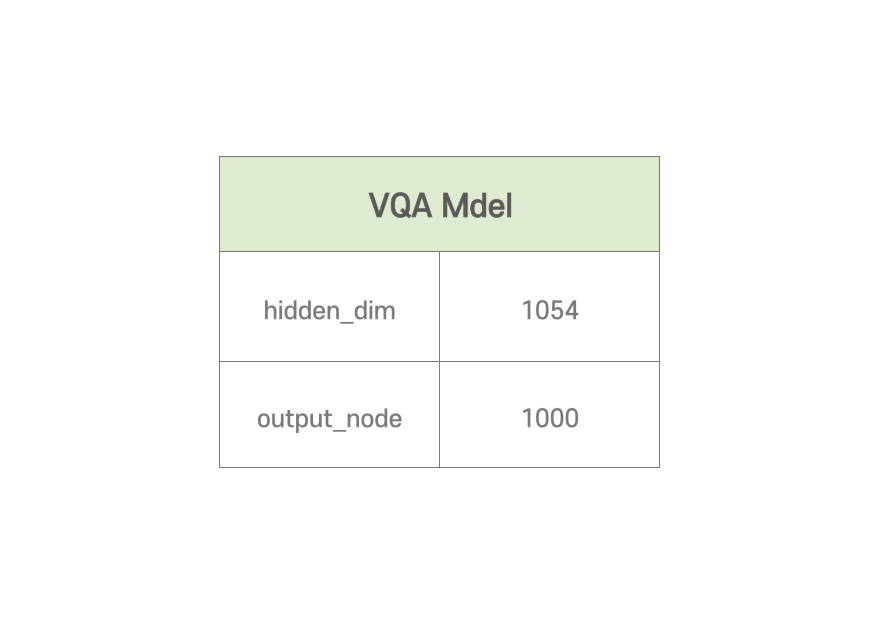 VQA Mdel
hidden_dim 1054
output_node 1000